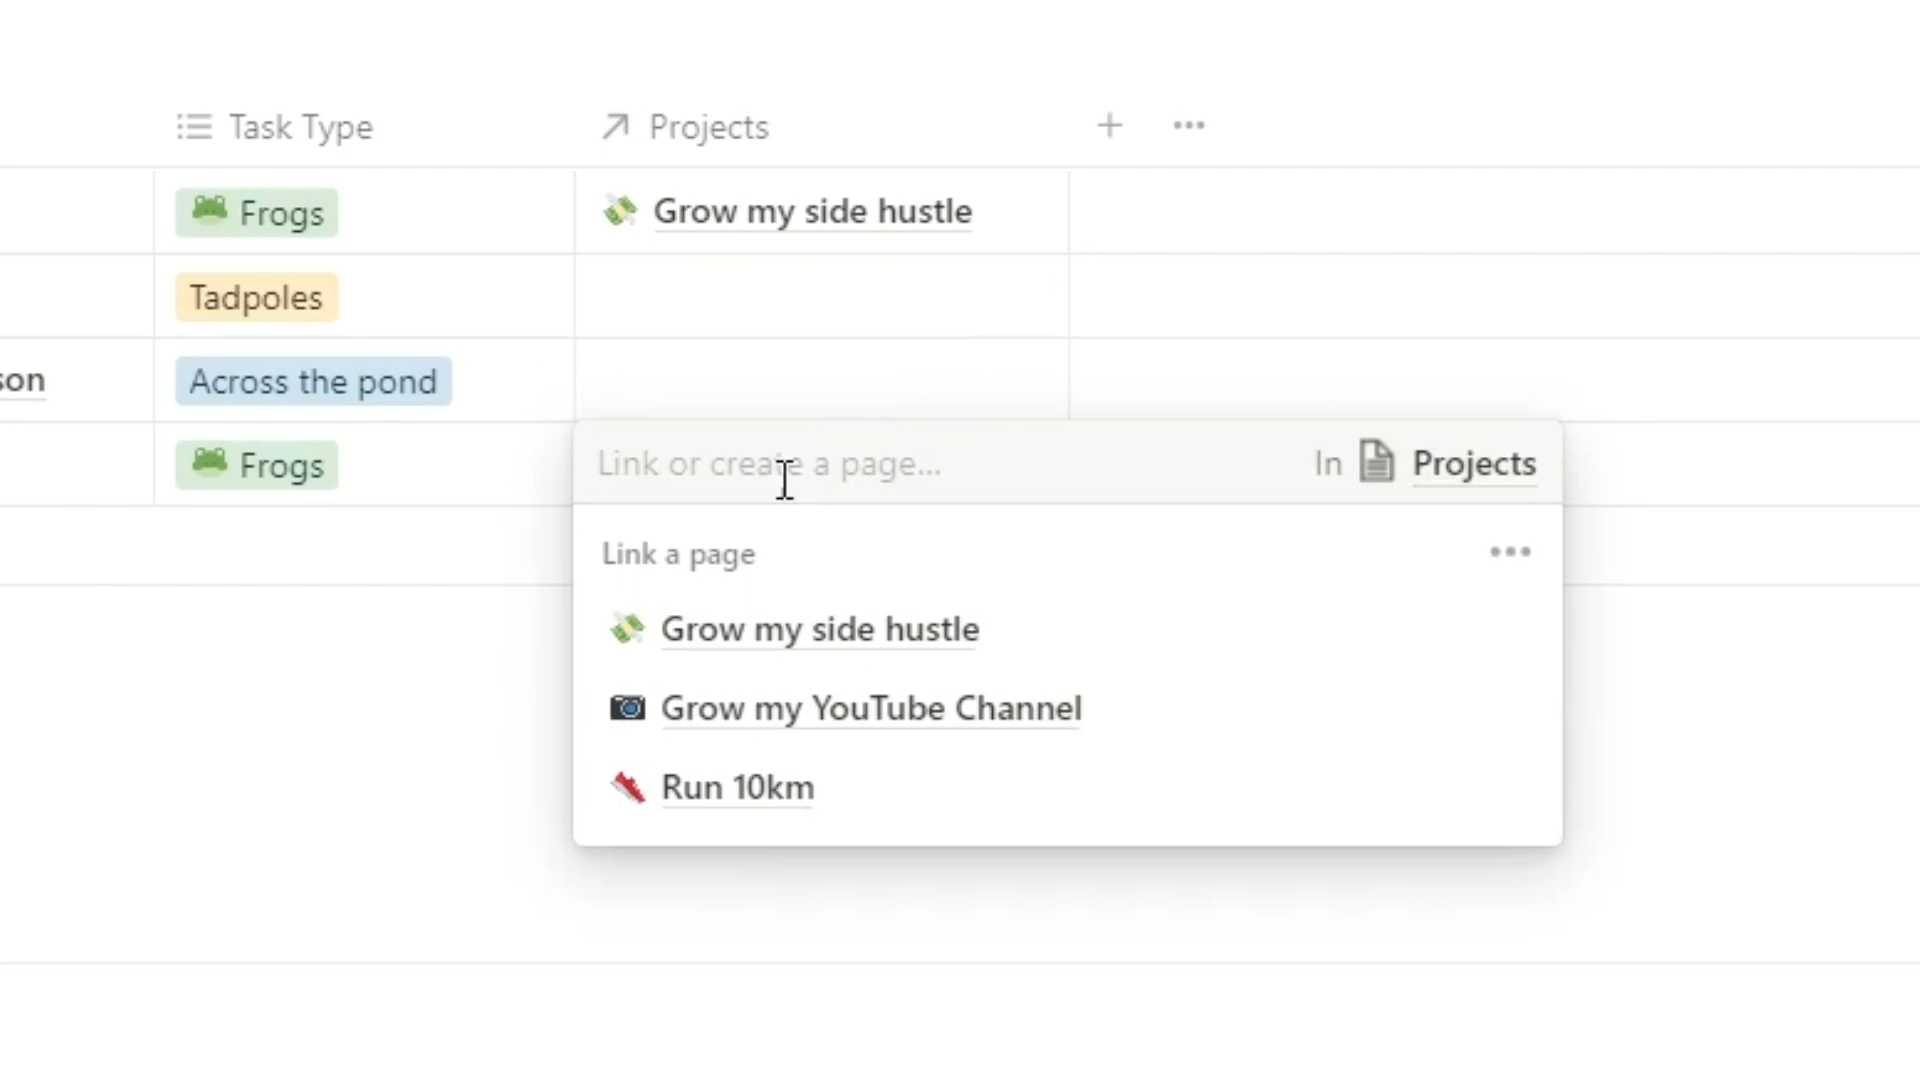 Task Type Projects
Frogs Grow my side hustle
Tadpoles
son Across the pond
Frogs Link or create a page... In Projects
Link a page
Grow my side hustle
Grow my YouTube Channel
Run 10km